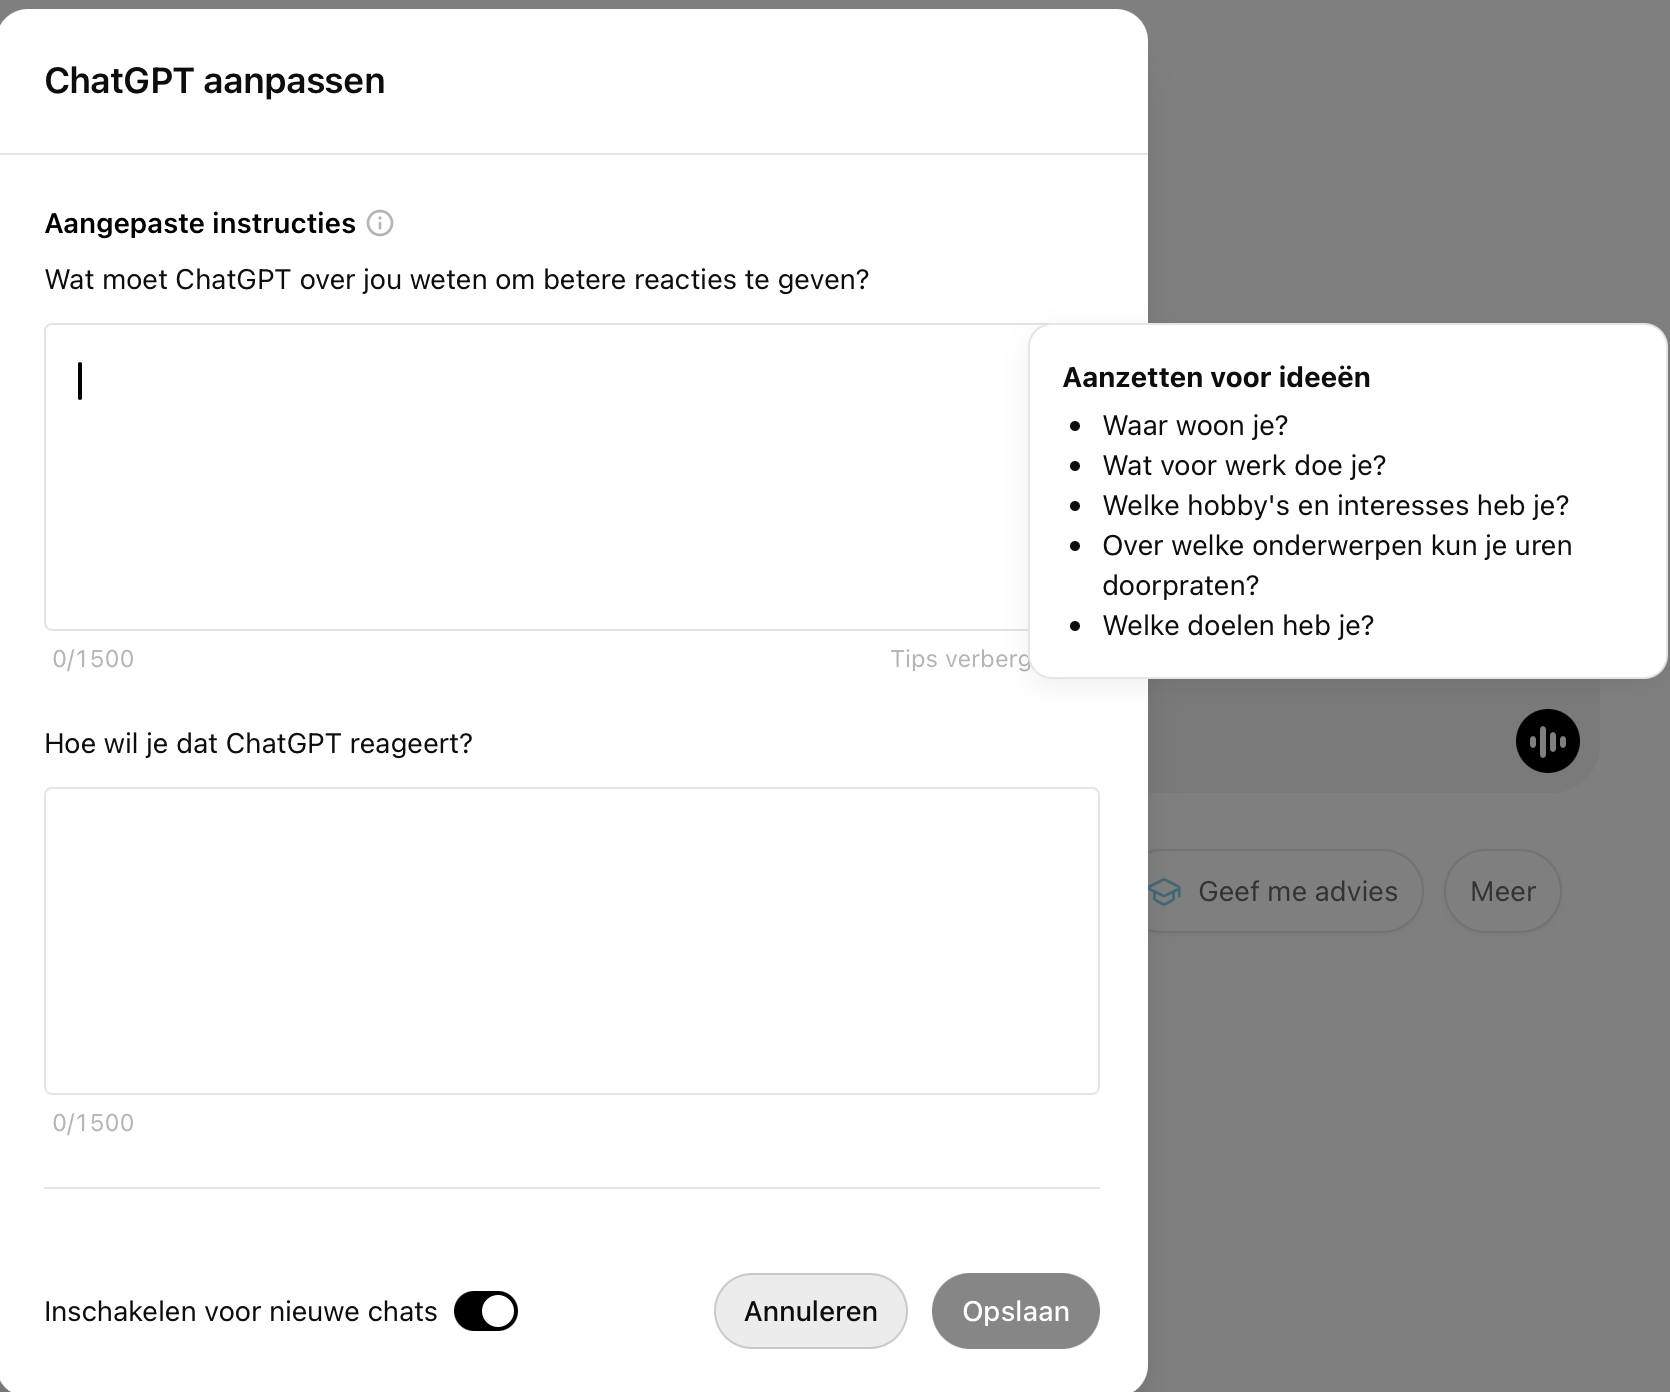 ChatGPT aanpassen
Aangepaste instructies
Wat moet ChatGPT over jou weten om betere reacties te geven?
Aanzetten voor ideeën
Waar woon je?
Wat voor werk doe je?
Welke hobby's en interesses heb je?
Over welke onderwerpen kun je uren
doorpraten?
Welke doelen heb je?
0/1500
Tips verberg
Hoe wil je dat ChatGPT reageert?
Geef me advies
Meer
0/1500
Inschakelen voor nieuwe chats
Annuleren
Opslaan